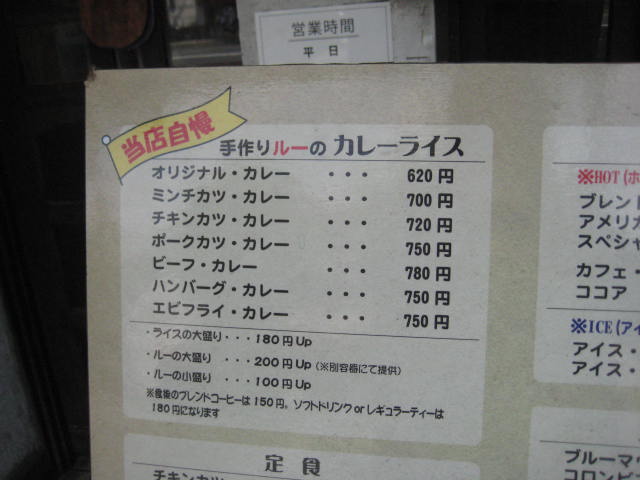 営業時間
平日
当店自慢
手作りルーの カレーライス
オリジナル・カレー ・・・ 620円
ミンチカツ・カレー ・・・ 700円
チキンカツ・カレー ・・・ 720円
ポークカツ・カレー ・・・ 750円
ビーフ・カレー ・・・ 780円
ハンバーグ・カレー ・・・ 750円
エビフライ・カレー ・・・ 750円
・ライスの大盛り ・・・180円Up
・ルーの大盛り ・・・200円Up (※別容器にて提供)
・ルーの小盛り ・・・100円Up
※食後のブレンドコーヒーは150円。ソフトドリンクorレギュラーティーは
180円になります
定食
チキンカツ
※HOT (ホ
ブレンド
アメリカ
スペシャ
カフェ・
ココア
※ICE (アイ
アイス・
アイス・
ブルーマウ
コロンビ